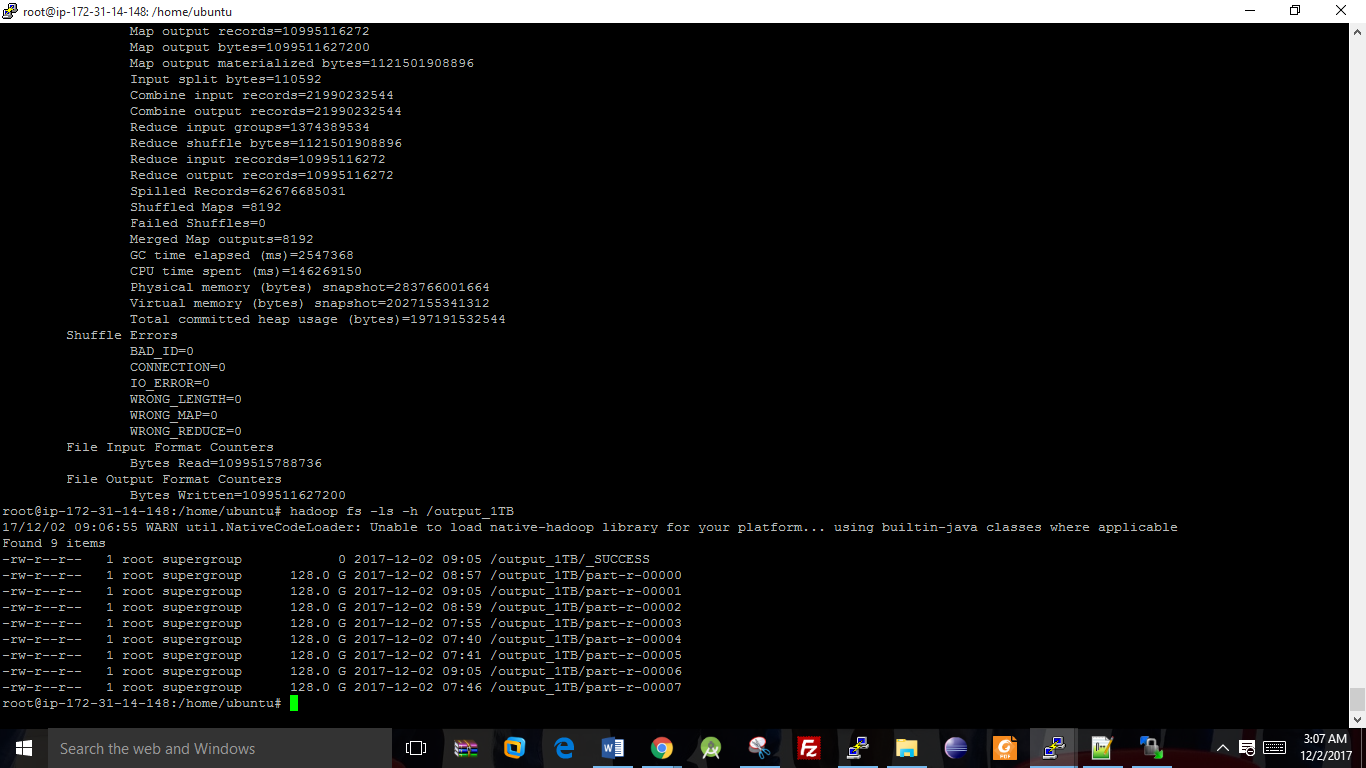 root@ip-172-31-14-148: /home/ubuntu
Map output records=10995116272
Map output bytes=1099511627200
Map output materialized bytes=1121501908896
Input split bytes=110592
Combine input records=21990232544
Combine output records=21990232544
Reduce input groups=1374389534
Reduce shuffle bytes=1121501908896
Reduce input records=10995116272
Reduce output records=10995116272
Spilled Records=62676685031
Shuffled Maps =8192
Failed Shuffles=0
Merged Map outputs=8192
GC time elapsed (ms)=2547368
CPU time spent (ms)=146269150
Physical memory (bytes) snapshot=283766001664
Virtual memory (bytes) snapshot=2027155341312
Total committed heap usage (bytes)=197191532544
Shuffle Errors
BAD_ID=0
CONNECTION=0
IO_ERROR=0
WRONG_LENGTH=0
WRONG_MAP=0
WRONG_REDUCE=0
File Input Format Counters
Bytes Read=1099515788736
File Output Format Counters
Bytes Written=1099511627200
root@ip-172-31-14-148:/home/ubuntu# hadoop fs -ls -h /output_1TB
17/12/02 09:06:55 WARN util.NativeCodeLoader: Unable to load native-hadoop library for your platform... using builtin-java classes where applicable
Found 9 items
-rw-r--r-- 1 root supergroup 0 2017-12-02 09:05 /output_1TB/_SUCCESS
-rw-r--r-- 1 root supergroup 128.0 G 2017-12-02 08:57 /output_1TB/part-r-00000
-rw-r--r-- 1 root supergroup 128.0 G 2017-12-02 09:05 /output_1TB/part-r-00001
-rw-r--r-- 1 root supergroup 128.0 G 2017-12-02 08:59 /output_1TB/part-r-00002
-rw-r--r-- 1 root supergroup 128.0 G 2017-12-02 07:55 /output_1TB/part-r-00003
-rw-r--r-- 1 root supergroup 128.0 G 2017-12-02 07:40 /output_1TB/part-r-00004
-rw-r--r-- 1 root supergroup 128.0 G 2017-12-02 07:41 /output_1TB/part-r-00005
-rw-r--r-- 1 root supergroup 128.0 G 2017-12-02 09:05 /output_1TB/part-r-00006
-rw-r--r-- 1 root supergroup 128.0 G 2017-12-02 07:46 /output_1TB/part-r-00007
root@ip-172-31-14-148:/home/ubuntu#
Search the web and Windows
3:07 AM
12/2/2017